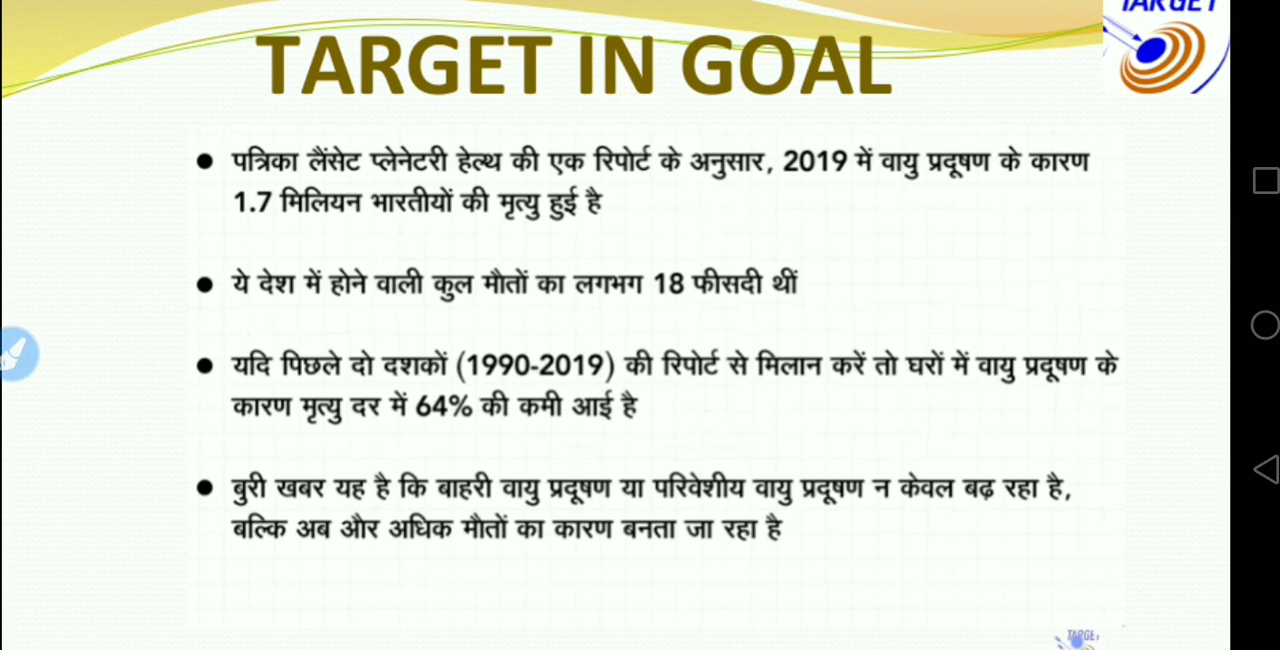 TARGET
TARGET IN GOAL
● पत्रिका लैंसेट प्लेनेटरी हेल्थ की एक रिपोर्ट के अनुसार, 2019 में वायु प्रदूषण के कारण
1.7 मिलियन भारतीयों की मृत्यु हुई है
● ये देश में होने वाली कुल मौतों का लगभग 18 फीसदी थीं
● यदि पिछले दो दशकों (1990-2019) की रिपोर्ट से मिलान करें तो घरों में वायु प्रदूषण के
कारण मृत्यु दर में 64% की कमी आई है
● बुरी खबर यह है कि बाहरी वायु प्रदूषण या परिवेशीय वायु प्रदूषण न केवल बढ़ रहा है,
बल्कि अब और अधिक मौतों का कारण बनता जा रहा है
TARGET